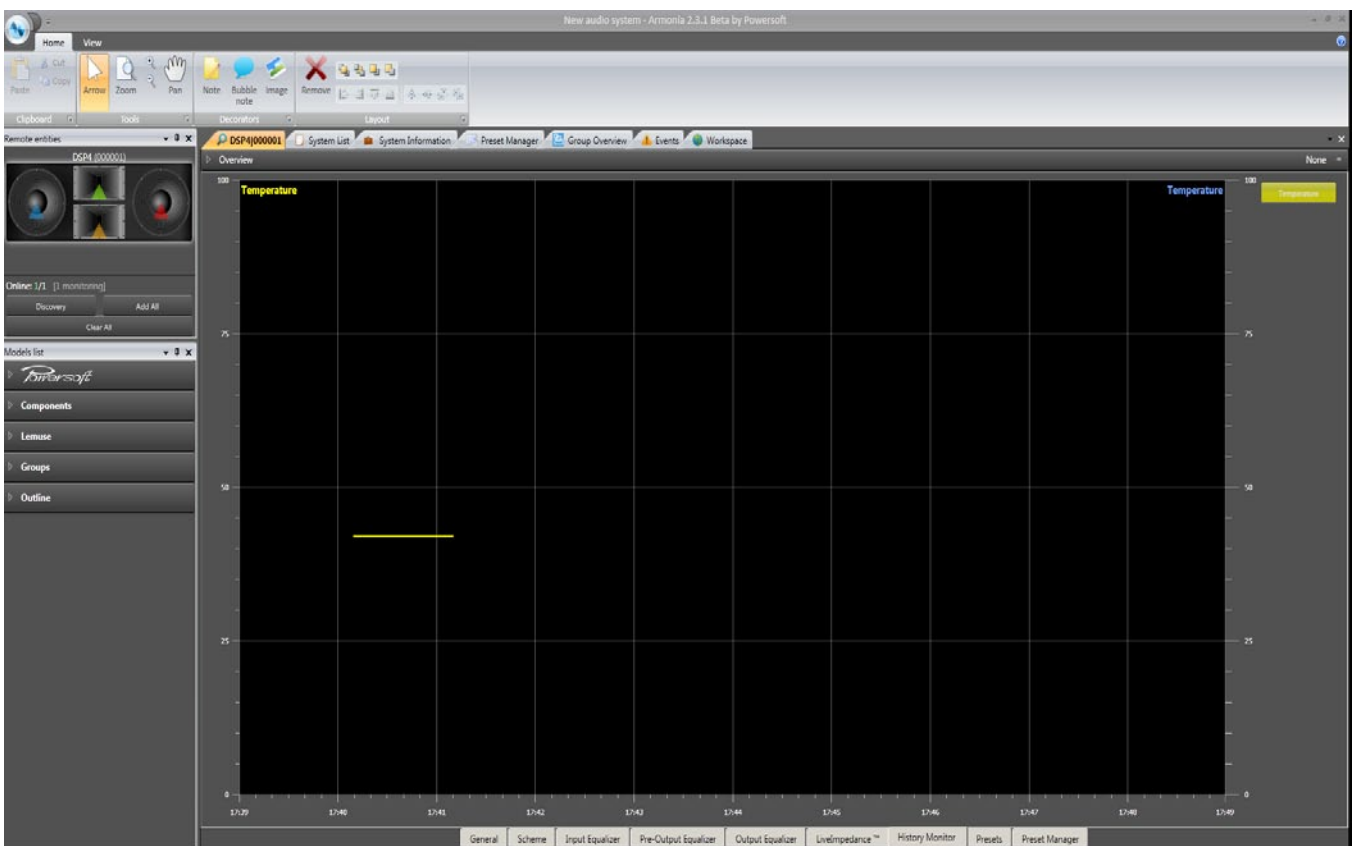 New audio system - Armonía 2.3.1 Beta by Powersoft
Home View
Paste Cut Copy Arrow Zoom Pan Note Bubble note Image Remove
Clipboard Tools Decorators Layout
Remote entities
DSP4|000001 System List System Information Preset Manager Group Overview Events Workspace
DSP4 (000001)
Overview None
100 Temperature Temperature 100 Temperature
Online: 1/1 [1 monitoring]
Discovery Add All
Clear All
75 75
Models list
Powersoft
Components
Lemuse
Groups
50 50
Outline
25 25
0 0
17:39 17:40 17:41 17:42 17:43 17:44 17:45 17:46 17:47 17:48 17:49
General Scheme Input Equalizer Pre-Output Equalizer Output Equalizer LiveImpedance ™ History Monitor Presets Preset Manager